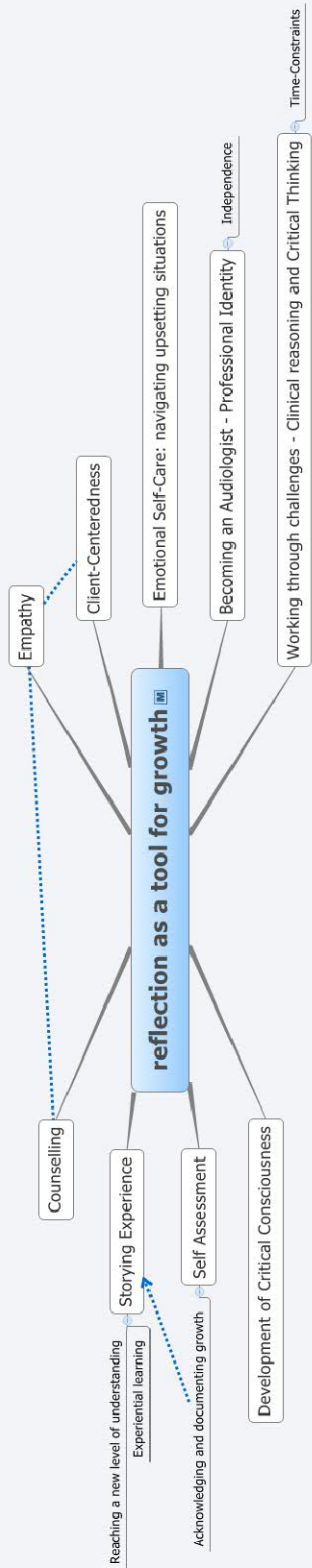 Empathy
Client-Centeredness
Emotional Self-Care: navigating upsetting situations
Becoming an Audiologist - Professional Identity
Independence
Working through challenges - Clinical reasoning and Critical Thinking
Time-Constraints
reflection as a tool for growth
M
Counselling
Storying Experience
Reaching a new level of understanding
Experiential learning
Self Assessment
Acknowledging and documenting growth
Development of Critical Consciousness